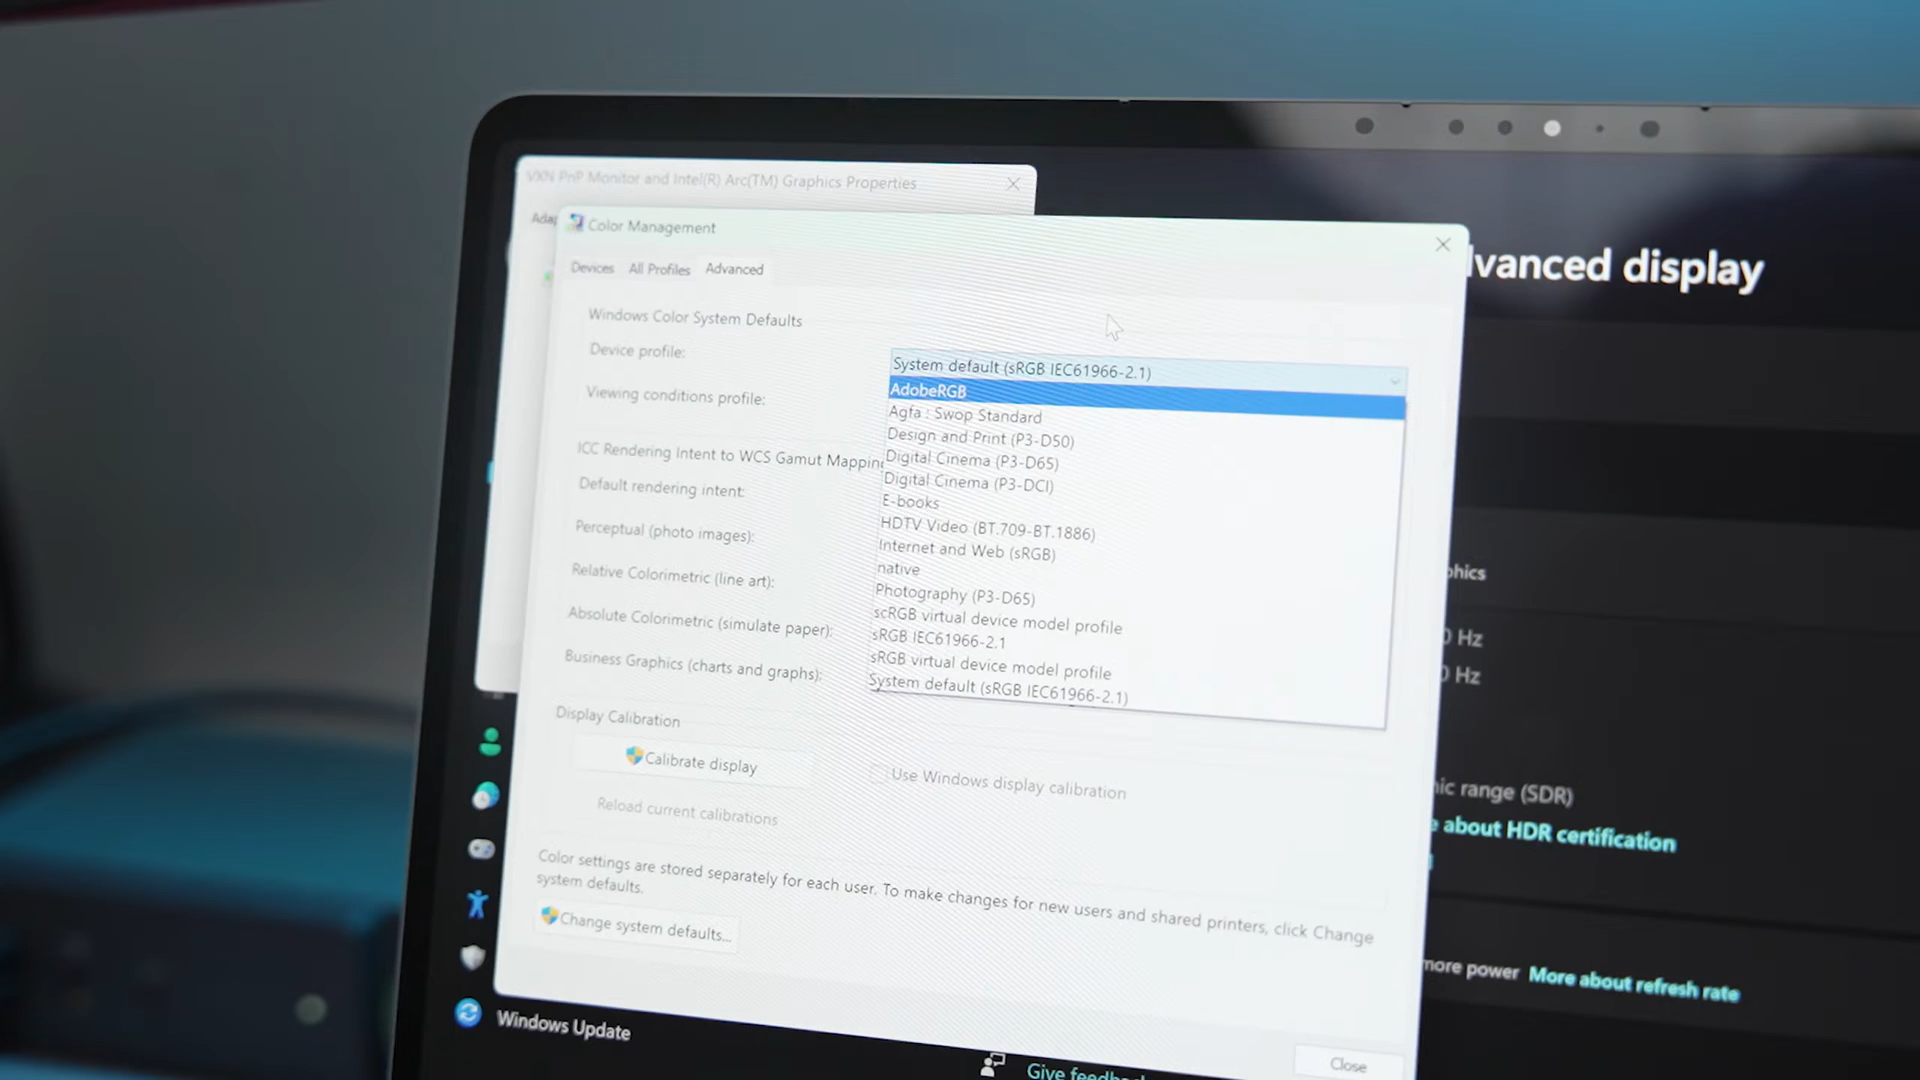 VXN PnP Monitor and Intel(R) Arc(TM) Graphics Properties
Color Management
Devices
All Profiles
Advanced
Windows Color System Defaults
Device profile:
System default (sRGB IEC61966-2.1)
Viewing conditions profile:
AdobeRGB
Agfa : Swop Standard
Design and Print (P3-D50)
Digital Cinema (P3-D65)
Digital Cinema (P3-DCI)
E-books
HDTV Video (BT.709-BT.1886)
Internet and Web (sRGB)
native
Photography (P3-D65)
scRGB virtual device model profile
sRGB IEC61966-2.1
sRGB virtual device model profile
System default (sRGB IEC61966-2.1)
ICC Rendering Intent to WCS Gamut Mapping
Default rendering intent:
Perceptual (photo images):
Relative Colorimetric (line art):
Absolute Colorimetric (simulate paper):
Business Graphics (charts and graphs):
Display Calibration
Calibrate display
Use Windows display calibration
Reload current calibrations
Color settings are stored separately for each user. To make changes for new users and shared printers, click Change
system defaults.
Change system defaults...
Close
Windows Update
Give
dvanced display
phics
0 Hz
0 Hz
ic range (SDR)
about HDR certification
more power More about refresh rate